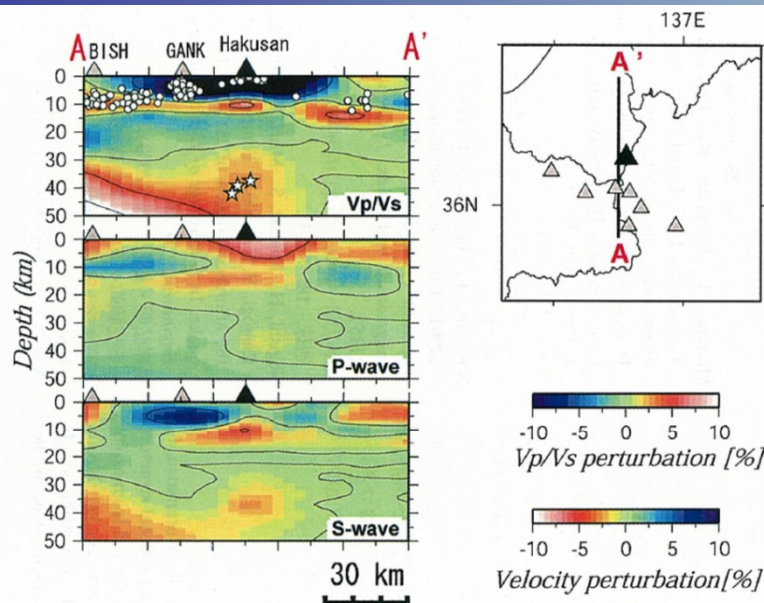 137E
A BISH GANK Hakusan A'
0
10
20
30
40
50
Vp/Vs
0
10
20
30
40
50
P-wave
0
10
20
30
40
50
S-wave
Depth (km)
30 km
A'
36N
A
-10 -5 0 5 10
Vp/Vs perturbation [%]
-10 -5 0 5 10
Velocity perturbation[%]